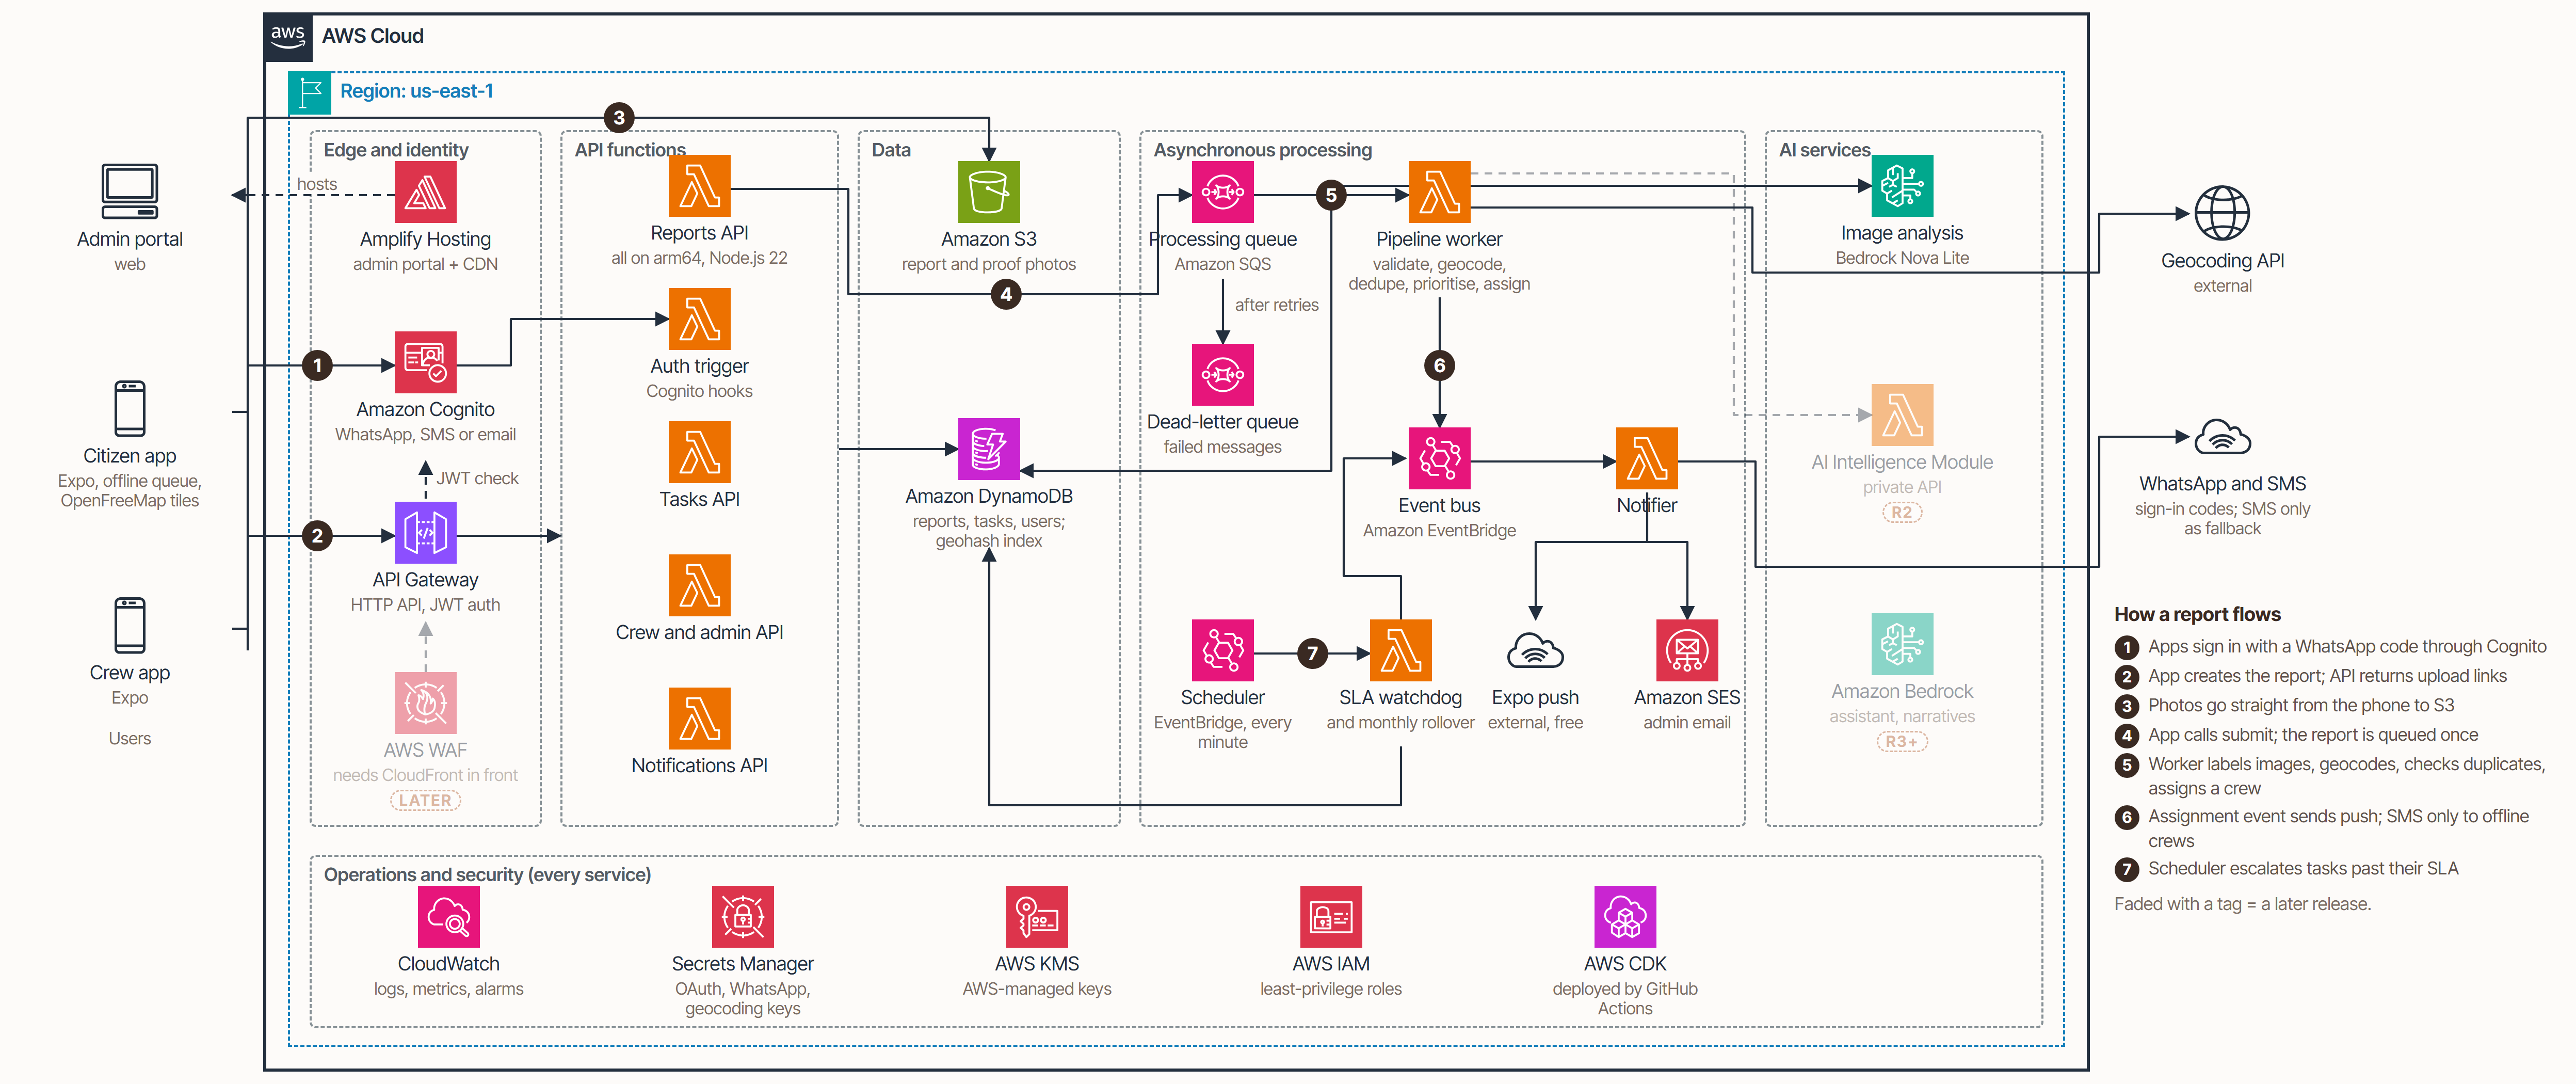 aws
AWS Cloud
Region: us-east-1
3
Edge and identity
API functions
Data
Asynchronous processing
AI services
hosts
Admin portal
web
Citizen app
Expo, offline queue,
OpenFreeMap tiles
Crew app
Expo
Users
1
2
Amplify Hosting
admin portal + CDN
Amazon Cognito
WhatsApp, SMS or email
JWT check
API Gateway
HTTP API, JWT auth
AWS WAF
needs CloudFront in front
LATER
Reports API
all on arm64, Node.js 22
Auth trigger
Cognito hooks
Tasks API
Crew and admin API
Notifications API
Amazon S3
report and proof photos
4
Amazon DynamoDB
reports, tasks, users;
geohash index
Processing queue
Amazon SQS
after retries
Dead-letter queue
failed messages
5
Pipeline worker
validate, geocode,
dedupe, prioritise, assign
6
Event bus
Amazon EventBridge
Notifier
Scheduler
EventBridge, every
minute
7
SLA watchdog
and monthly rollover
Expo push
external, free
Amazon SES
admin email
Image analysis
Bedrock Nova Lite
AI Intelligence Module
private API
R2
Amazon Bedrock
assistant, narratives
R3+
Geocoding API
external
WhatsApp and SMS
sign-in codes; SMS only
as fallback
How a report flows
1 Apps sign in with a WhatsApp code through Cognito
2 App creates the report; API returns upload links
3 Photos go straight from the phone to S3
4 App calls submit; the report is queued once
5 Worker labels images, geocodes, checks duplicates,
assigns a crew
6 Assignment event sends push; SMS only to offline
crews
7 Scheduler escalates tasks past their SLA
Faded with a tag = a later release.
Operations and security (every service)
CloudWatch
logs, metrics, alarms
Secrets Manager
OAuth, WhatsApp,
geocoding keys
AWS KMS
AWS-managed keys
AWS IAM
least-privilege roles
AWS CDK
deployed by GitHub
Actions